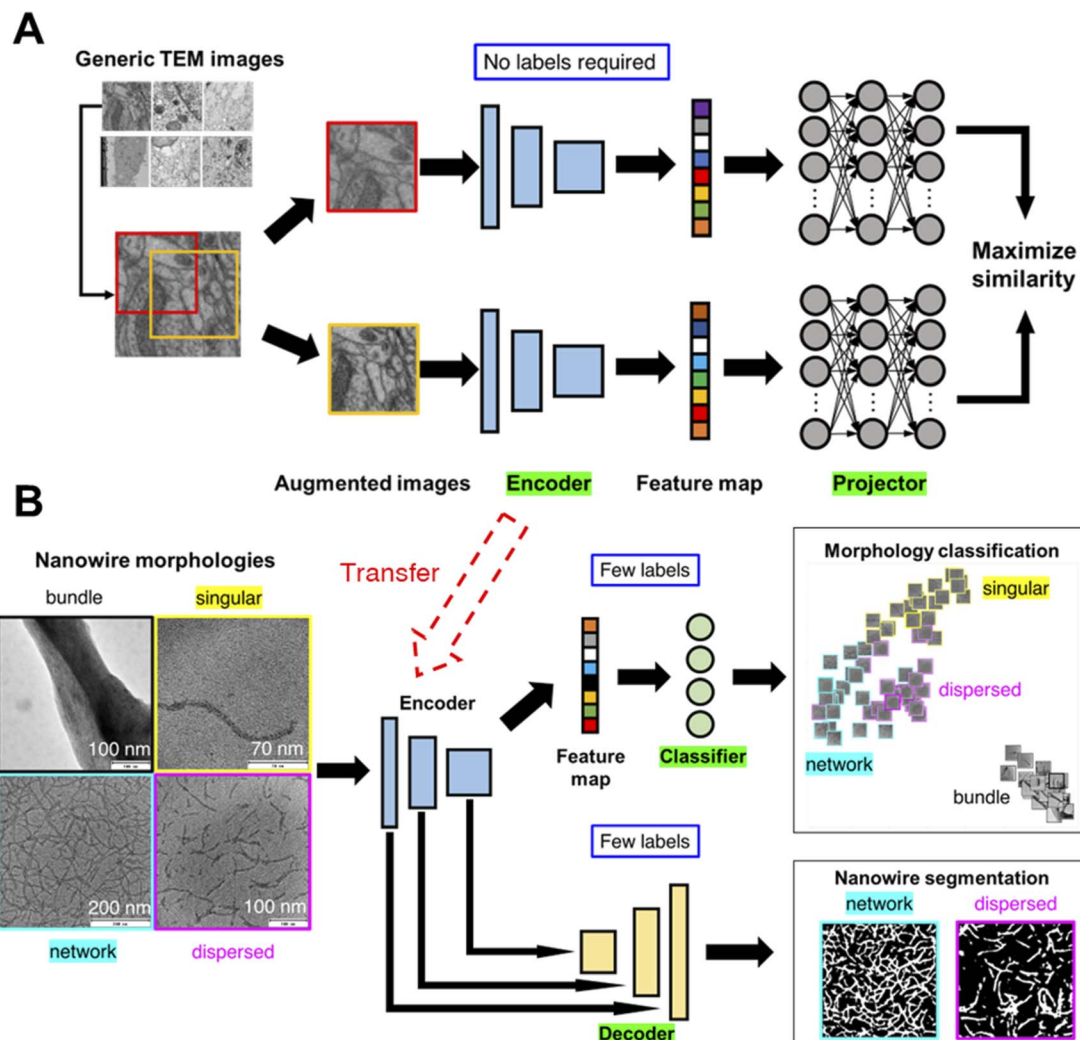 A
Generic TEM images
No labels required
Maximize
similarity
Augmented images
Encoder
Feature map
Projector
B
Nanowire morphologies
bundle
singular
100 nm
70 nm
200 nm
100 nm
network
dispersed
Transfer
Encoder
Few labels
Feature
map
Classifier
Few labels
Decoder
Morphology classification
singular
dispersed
network
bundle
Nanowire segmentation
network
dispersed